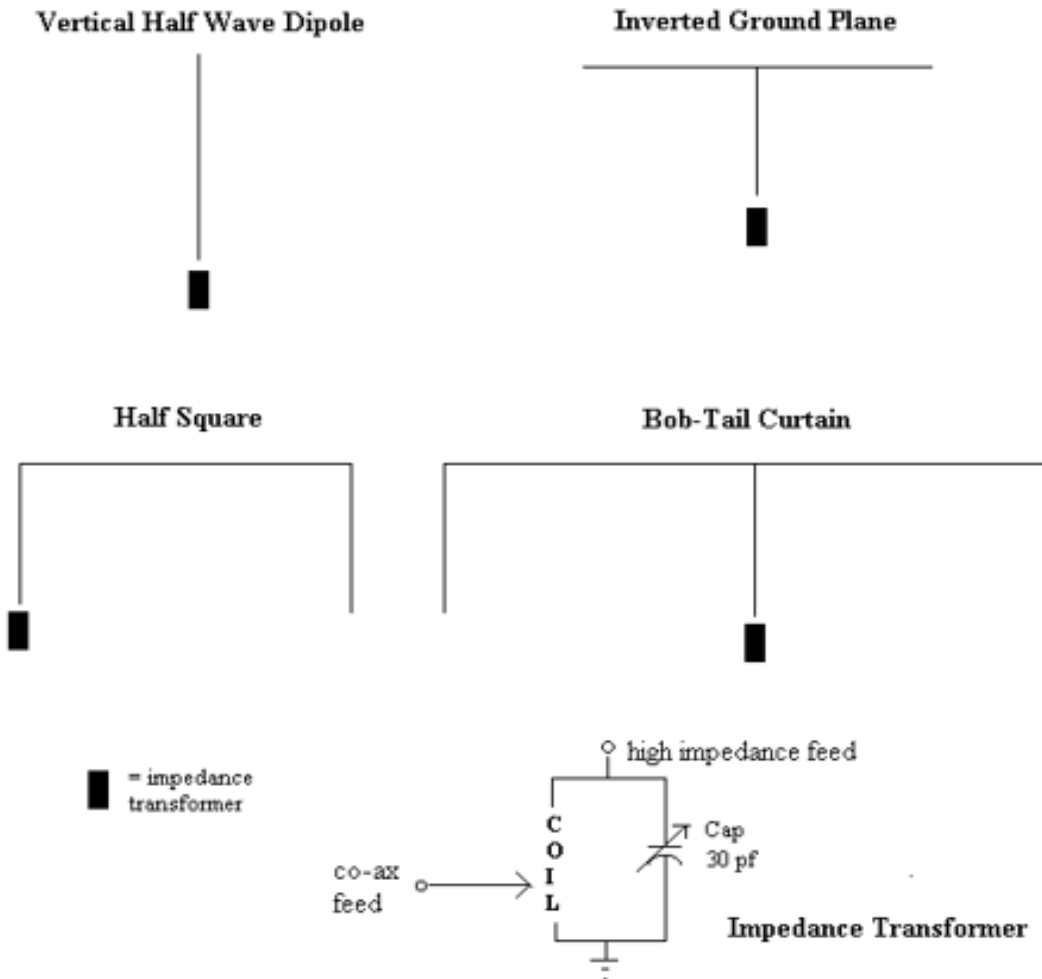 Vertical Half Wave Dipole
Inverted Ground Plane
Half Square
Bob-Tail Curtain
= impedance
transformer
high impedance feed
C
O
I
L
Cap
30 pf
co-ax
feed
Impedance Transformer